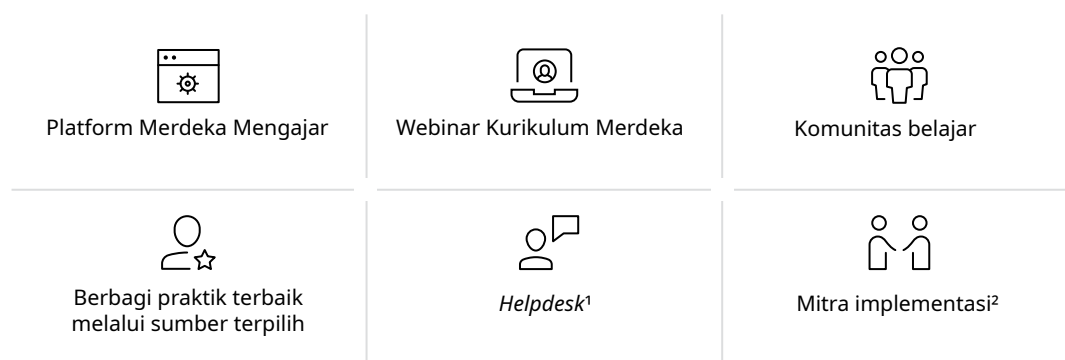 Platform Merdeka Mengajar
Webinar Kurikulum Merdeka
Komunitas belajar
Berbagi praktik terbaik
melalui sumber terpilih
Helpdesk¹
Mitra implementasi²